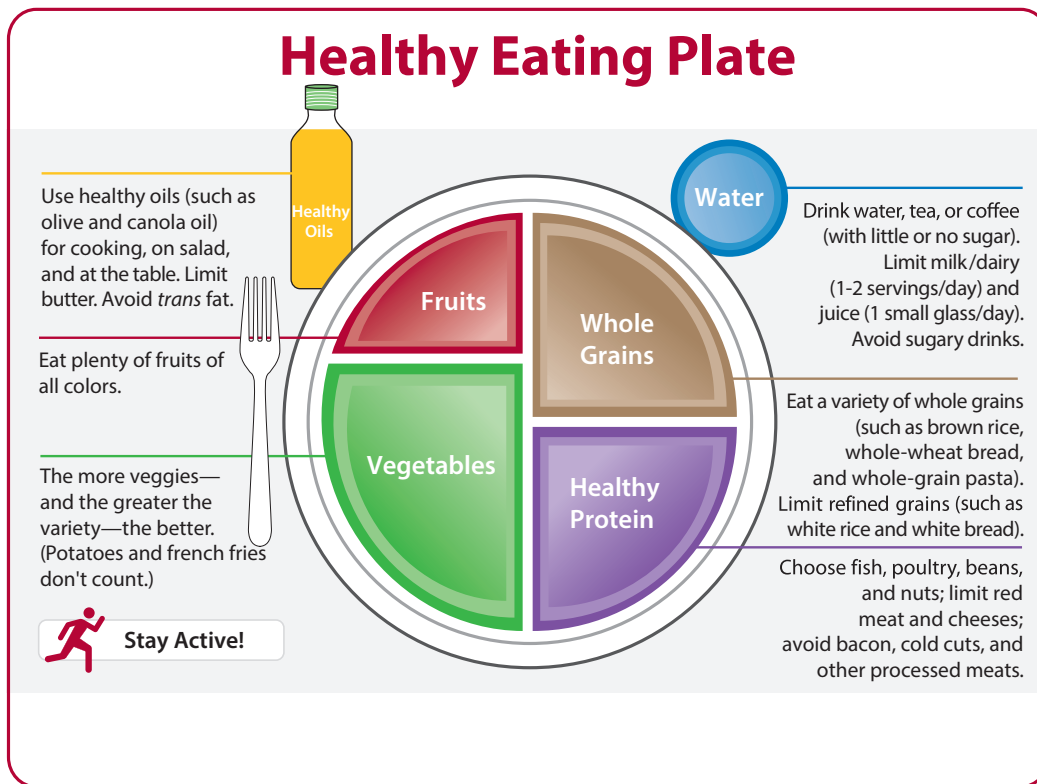 Healthy Eating Plate
Healthy
Oils
Use healthy oils (such as
olive and canola oil)
for cooking, on salad,
and at the table. Limit
butter. Avoid trans fat.
Eat plenty of fruits of
all colors.
The more veggies—
and the greater the
variety—the better.
(Potatoes and french fries
don't count.)
Stay Active!
Fruits
Vegetables
Whole
Grains
Healthy
Protein
Water
Drink water, tea, or coffee
(with little or no sugar).
Limit milk/dairy
(1-2 servings/day) and
juice (1 small glass/day).
Avoid sugary drinks.
Eat a variety of whole grains
(such as brown rice,
whole-wheat bread,
and whole-grain pasta).
Limit refined grains (such as
white rice and white bread).
Choose fish, poultry, beans,
and nuts; limit red
meat and cheeses;
avoid bacon, cold cuts, and
other processed meats.